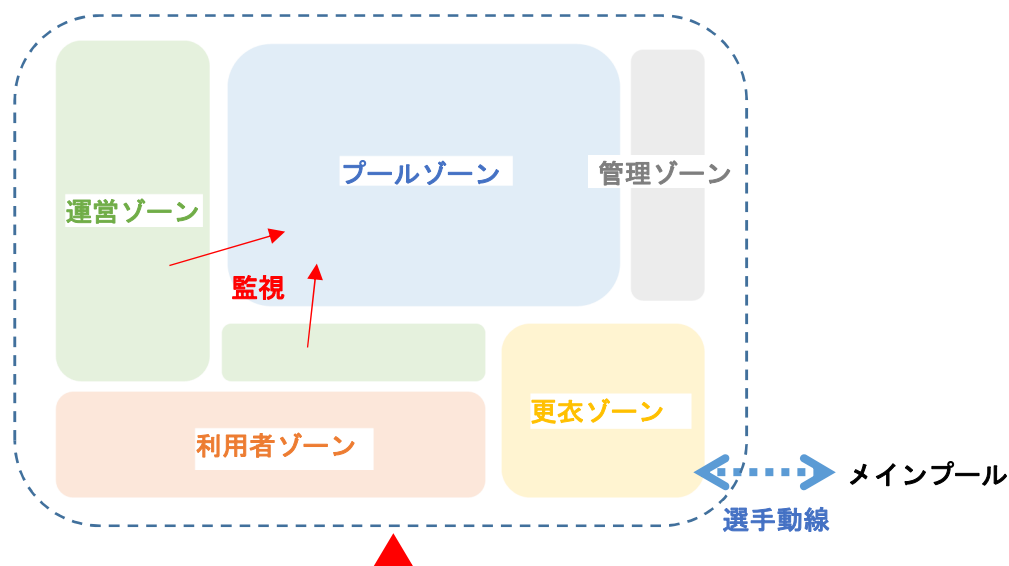 プールゾーン
管理ゾーン
運営ゾーン
監視
更衣ゾーン
利用者ゾーン
メインプール
選手動線